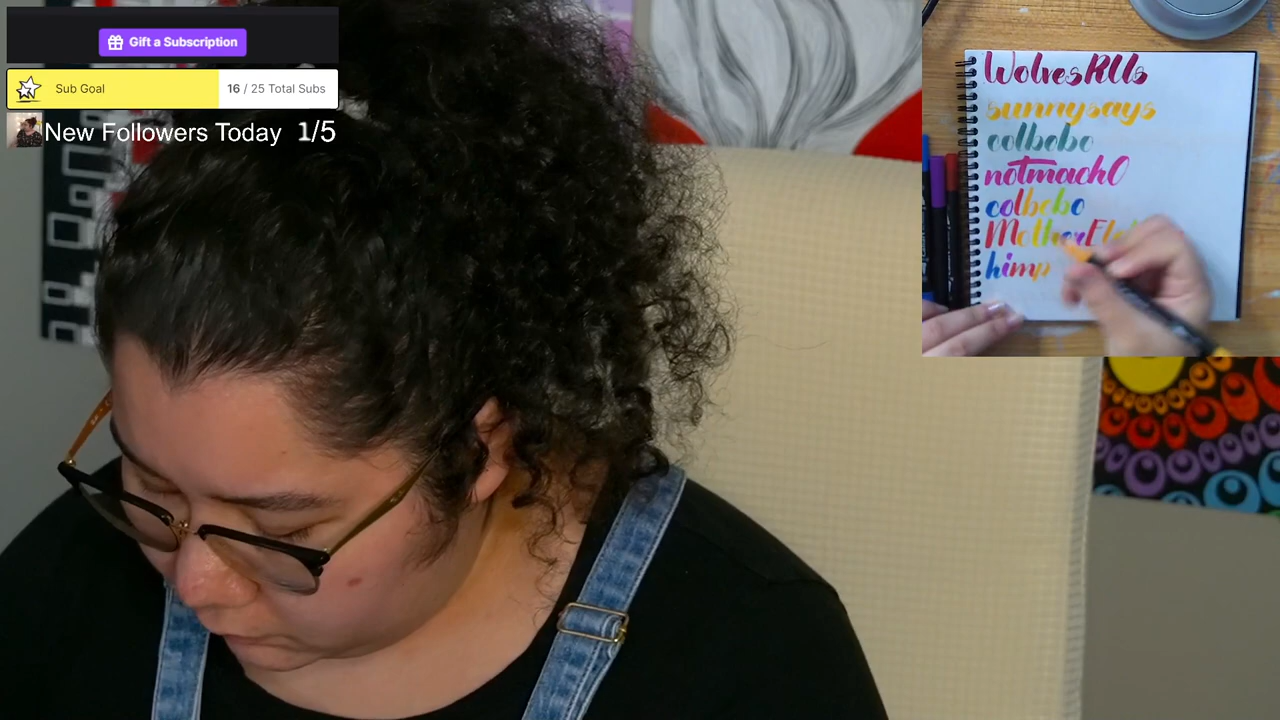 Gift a Subscription
Sub Goal
16 / 25 Total Subs
New Followers Today 1/5
WolvesRUs
sunnysays
colbebo
notmach0
colbebo
himp